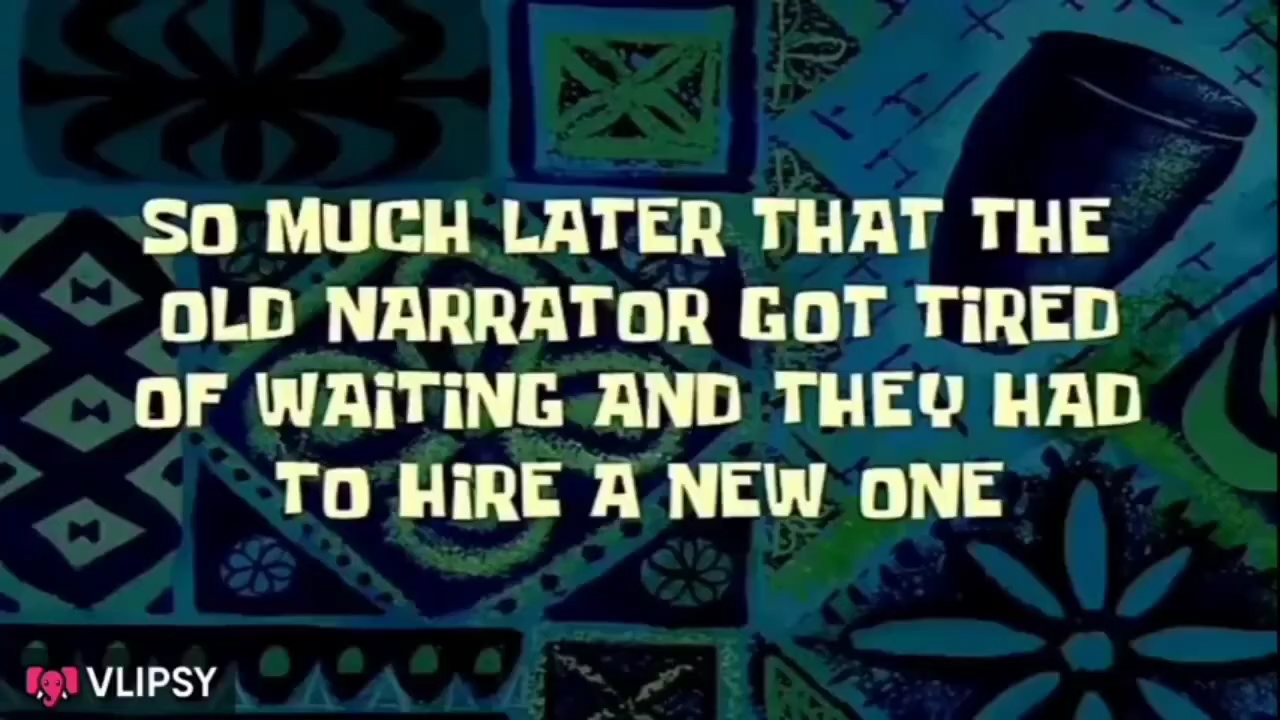 SO MUCH LATER THAT THE
OLD NARRATOR GOT TiRED
OF WAiTiNG AND THEY HAD
TO HiRE A NEW ONE
VLIPSY